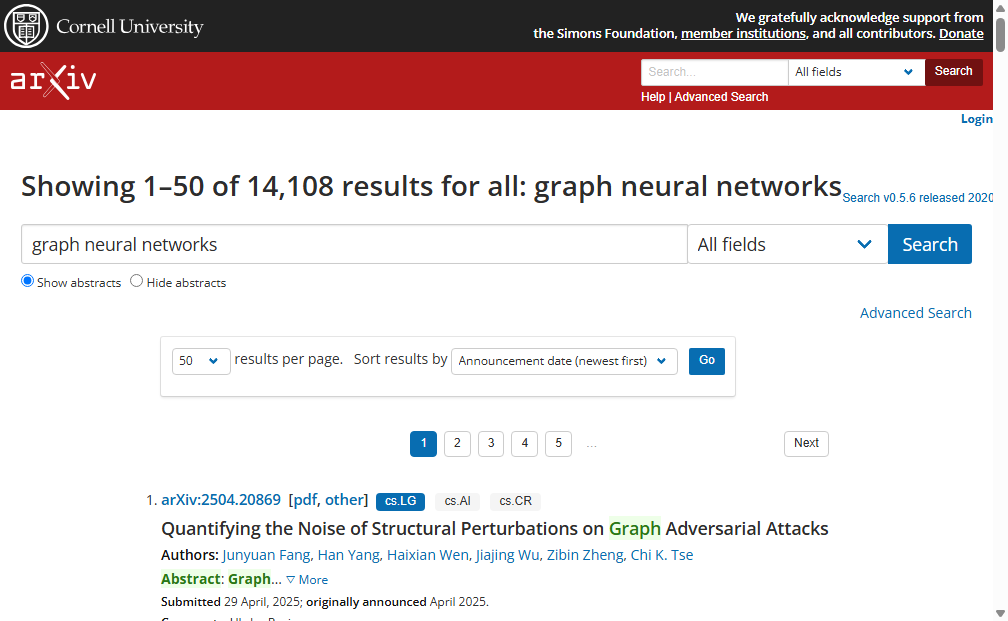 Cornell University
We gratefully acknowledge support from
the Simons Foundation, member institutions, and all contributors. Donate
arXiv
Search...
All fields
Search
Help | Advanced Search
Login
Showing 1–50 of 14,108 results for all: graph neural networks
Search v0.5.6 released 2020
graph neural networks
All fields
Search
Show abstracts
Hide abstracts
Advanced Search
50 results per page. Sort results by Announcement date (newest first) Go
1 2 3 4 5 ... Next
1. arXiv:2504.20869 [pdf, other] cs.LG cs.AI cs.CR
Quantifying the Noise of Structural Perturbations on Graph Adversarial Attacks
Authors: Junyuan Fang, Han Yang, Haixian Wen, Jiajing Wu, Zibin Zheng, Chi K. Tse
Abstract: Graph... ▽ More
Submitted 29 April, 2025; originally announced April 2025.